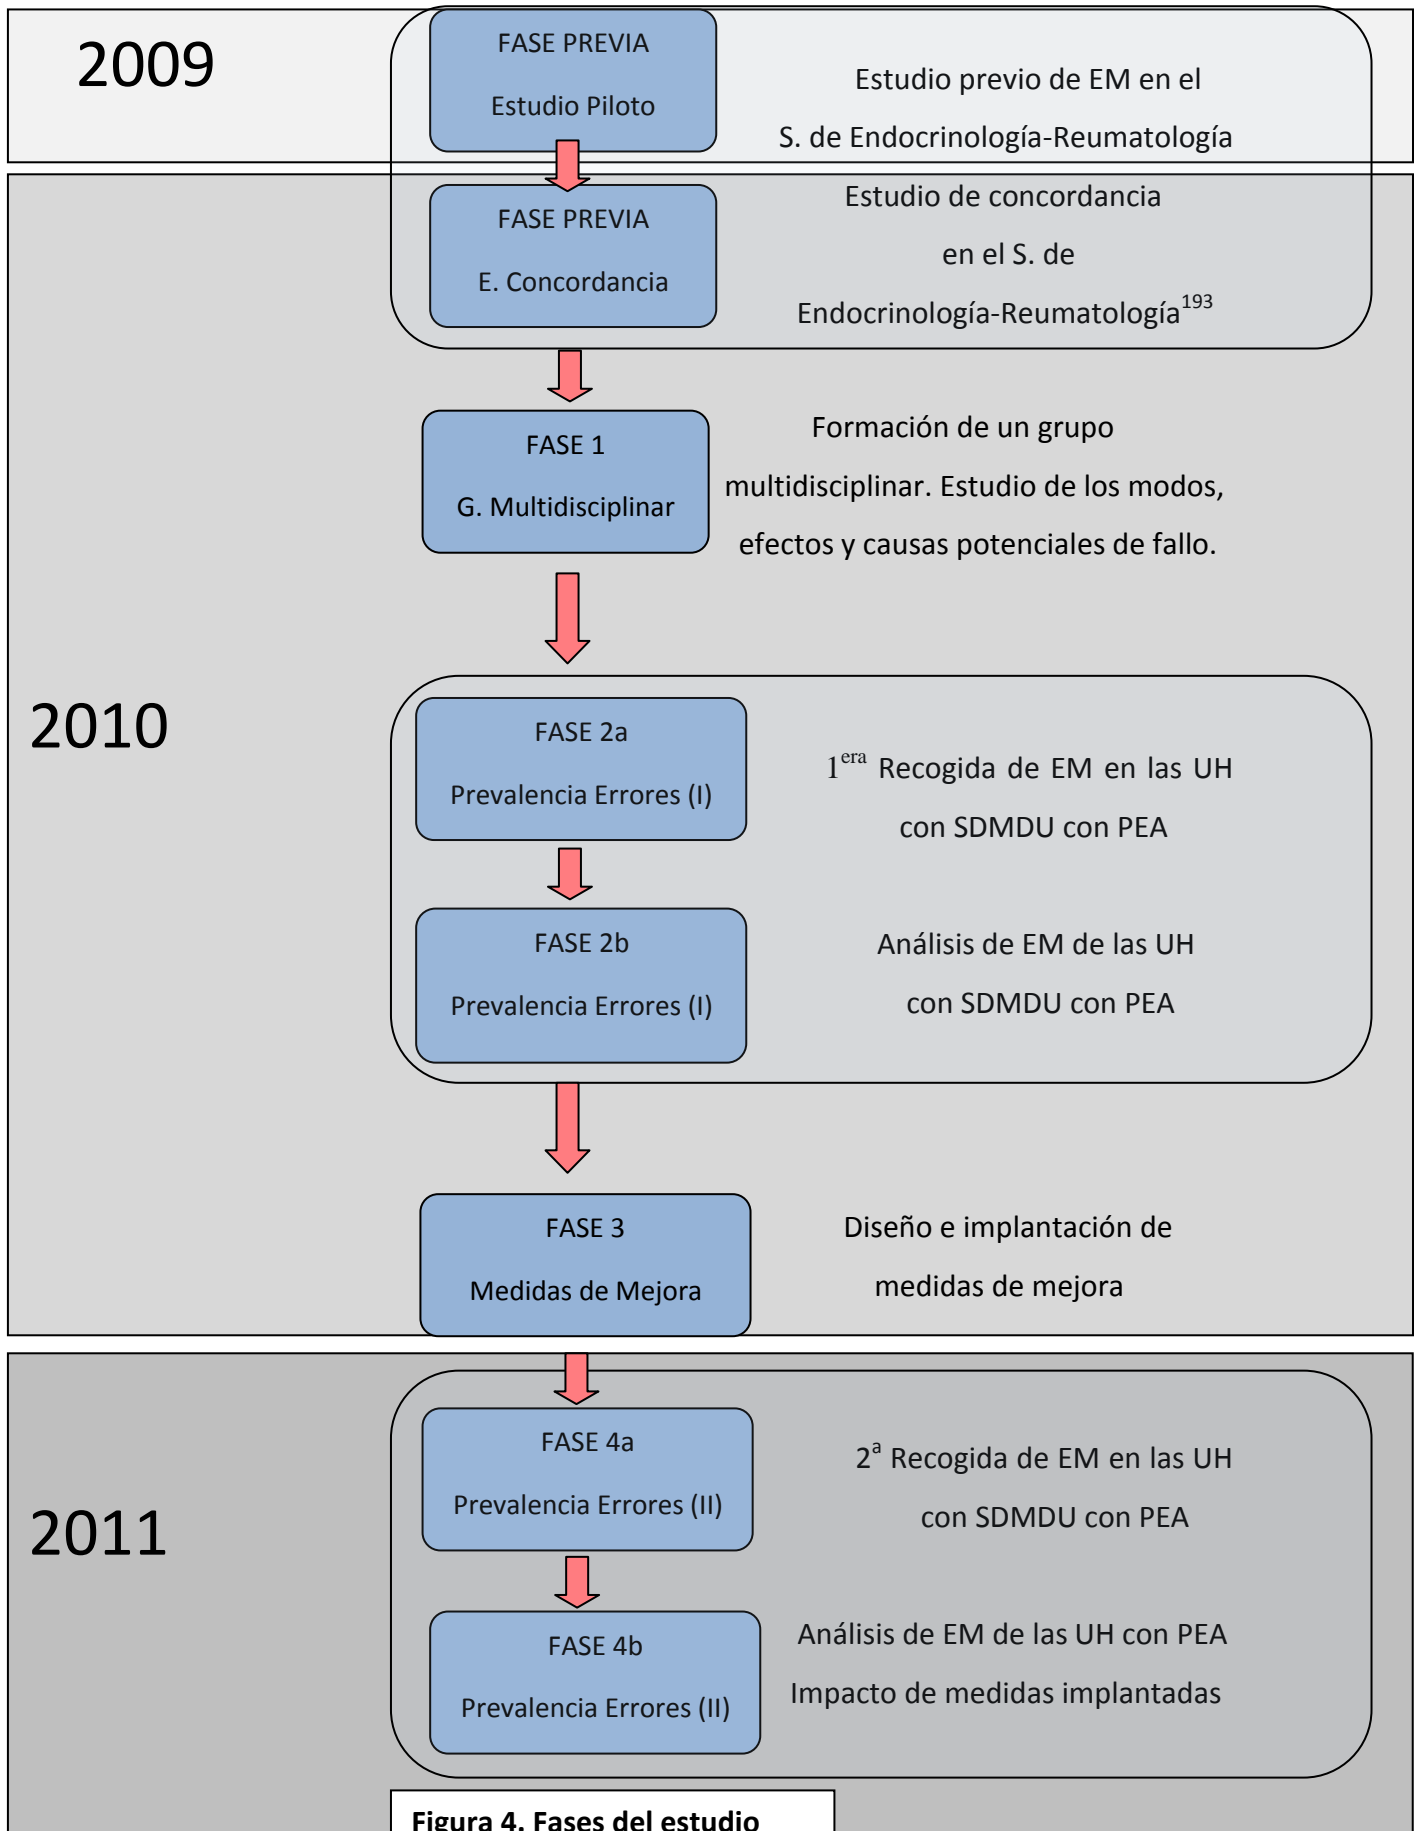 2009
FASE PREVIA
Estudio Piloto
Estudio previo de EM en el
S. de Endocrinología-Reumatología
FASE PREVIA
E. Concordancia
Estudio de concordancia
en el S. de
Endocrinología-Reumatología193
FASE 1
G. Multidisciplinar
Formación de un grupo
multidisciplinar. Estudio de los modos,
efectos y causas potenciales de fallo.
2010
FASE 2a
Prevalencia Errores (I)
1era Recogida de EM en las UH
con SDMDU con PEA
FASE 2b
Prevalencia Errores (I)
Análisis de EM de las UH
con SDMDU con PEA
FASE 3
Medidas de Mejora
Diseño e implantación de
medidas de mejora
2011
FASE 4a
Prevalencia Errores (II)
2a Recogida de EM en las UH
con SDMDU con PEA
FASE 4b
Prevalencia Errores (II)
Análisis de EM de las UH con PEA
Impacto de medidas implantadas
Figura 4. Fases del estudio